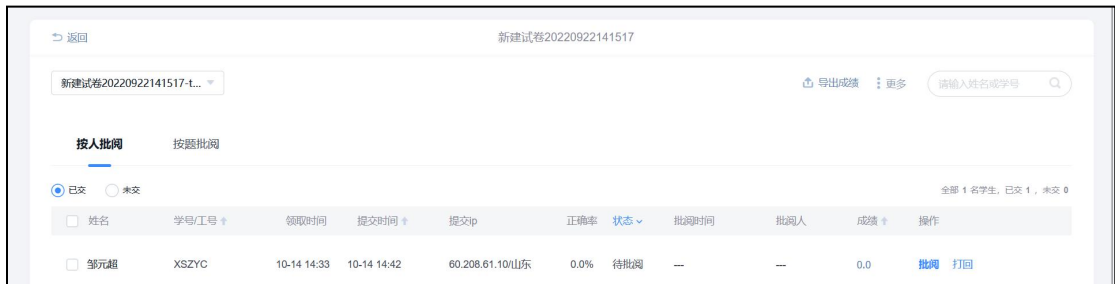 返回 新建试卷20220922141517
新建试卷20220922141517-t... 导出成绩 更多 请输入姓名或学号
按人批阅 按题批阅
已交 未交 全部 1 名学生, 已交 1 , 未交 0
姓名 学号/工号 领取时间 提交时间 提交ip 正确率 状态 批阅时间 批阅人 成绩 操作
邹元超 XSZYC 10-14 14:33 10-14 14:42 60.208.61.10/山东 0.0% 待批阅 --- --- 0.0 批阅 打回